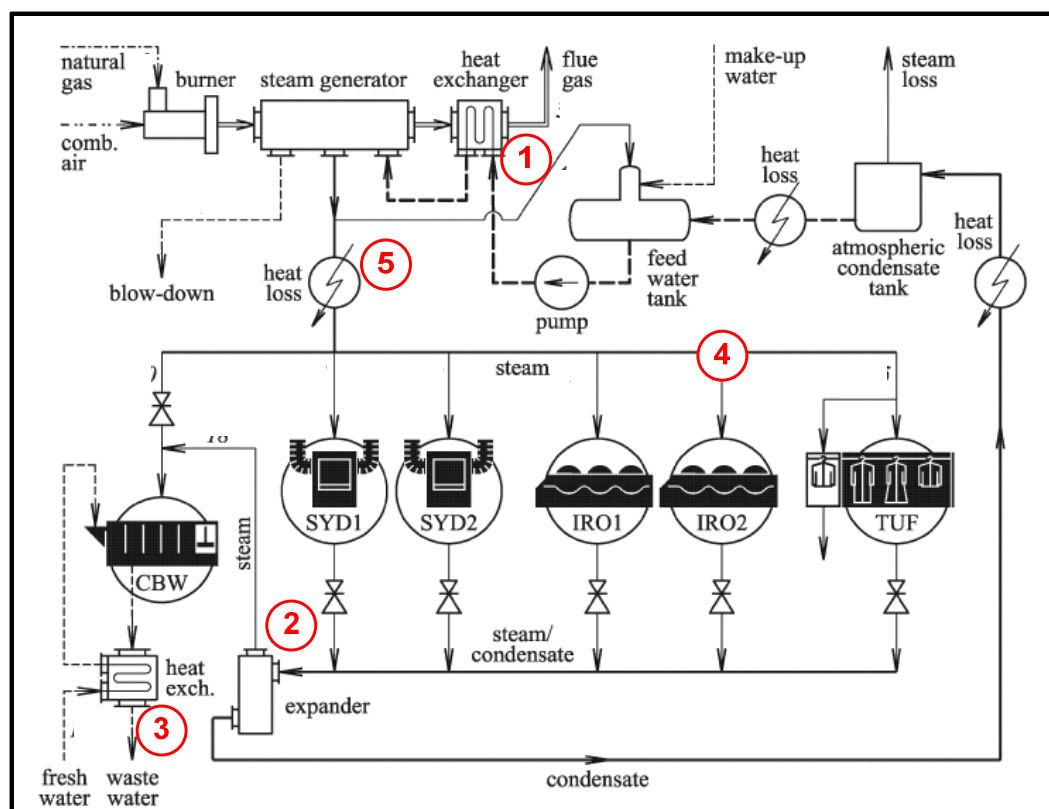 natural
gas
burner
steam generator
heat
exchanger
flue
gas
make-up
water
steam
loss
comb.
air
1
heat
loss
heat
loss
atmospheric
condensate
tank
blow-down
heat
loss
5
feed
water
tank
pump
steam
4
18
SYD1
SYD2
IRO1
IRO2
TUF
CBW
steam
2
steam/
condensate
heat
exch.
expander
3
fresh
water
waste
water
condensate